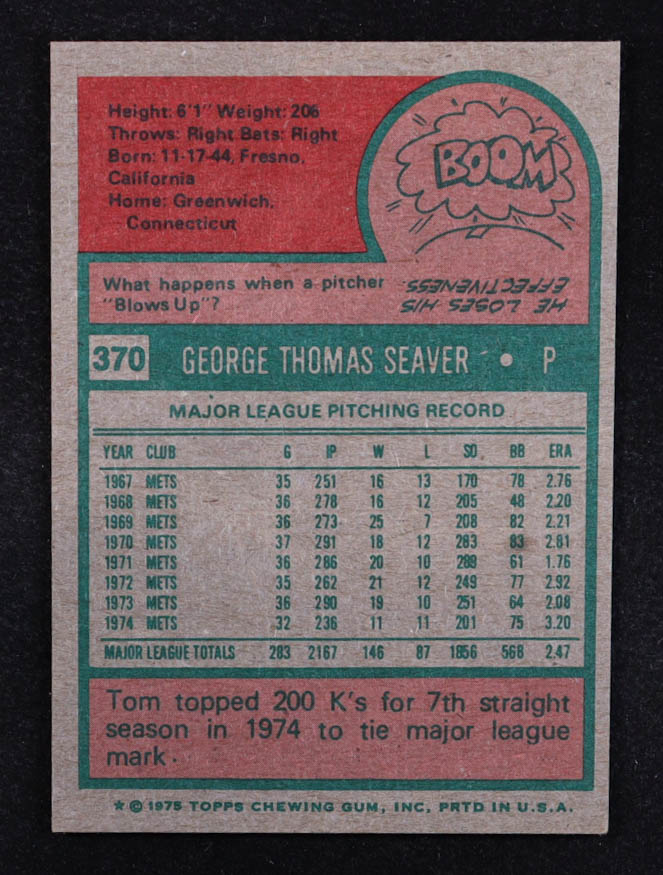 Height: 6'1" Weight: 206
Throws: Right Bats: Right
Born: 11-17-44, Fresno,
California
Home: Greenwich,
Connecticut
BOOM
What happens when a pitcher
"Blows Up"?
HE LOSES HIS
EFFECTIVENESS.
370 GEORGE THOMAS SEAVER • P
MAJOR LEAGUE PITCHING RECORD
YEAR CLUB G IP W L SO BB ERA
1967 METS 35 251 16 13 170 78 2.76
1968 METS 36 278 16 12 205 48 2.20
1969 METS 36 273 25 7 208 82 2.21
1970 METS 37 291 18 12 283 83 2.81
1971 METS 36 286 20 10 289 61 1.76
1972 METS 35 262 21 12 249 77 2.92
1973 METS 36 290 19 10 251 64 2.08
1974 METS 32 236 11 11 201 75 3.20
MAJOR LEAGUE TOTALS 283 2167 146 87 1856 568 2.47
Tom topped 200 K's for 7th straight
season in 1974 to tie major league
mark.
★ © 1975 TOPPS CHEWING GUM, INC. PRTD IN U.S.A.